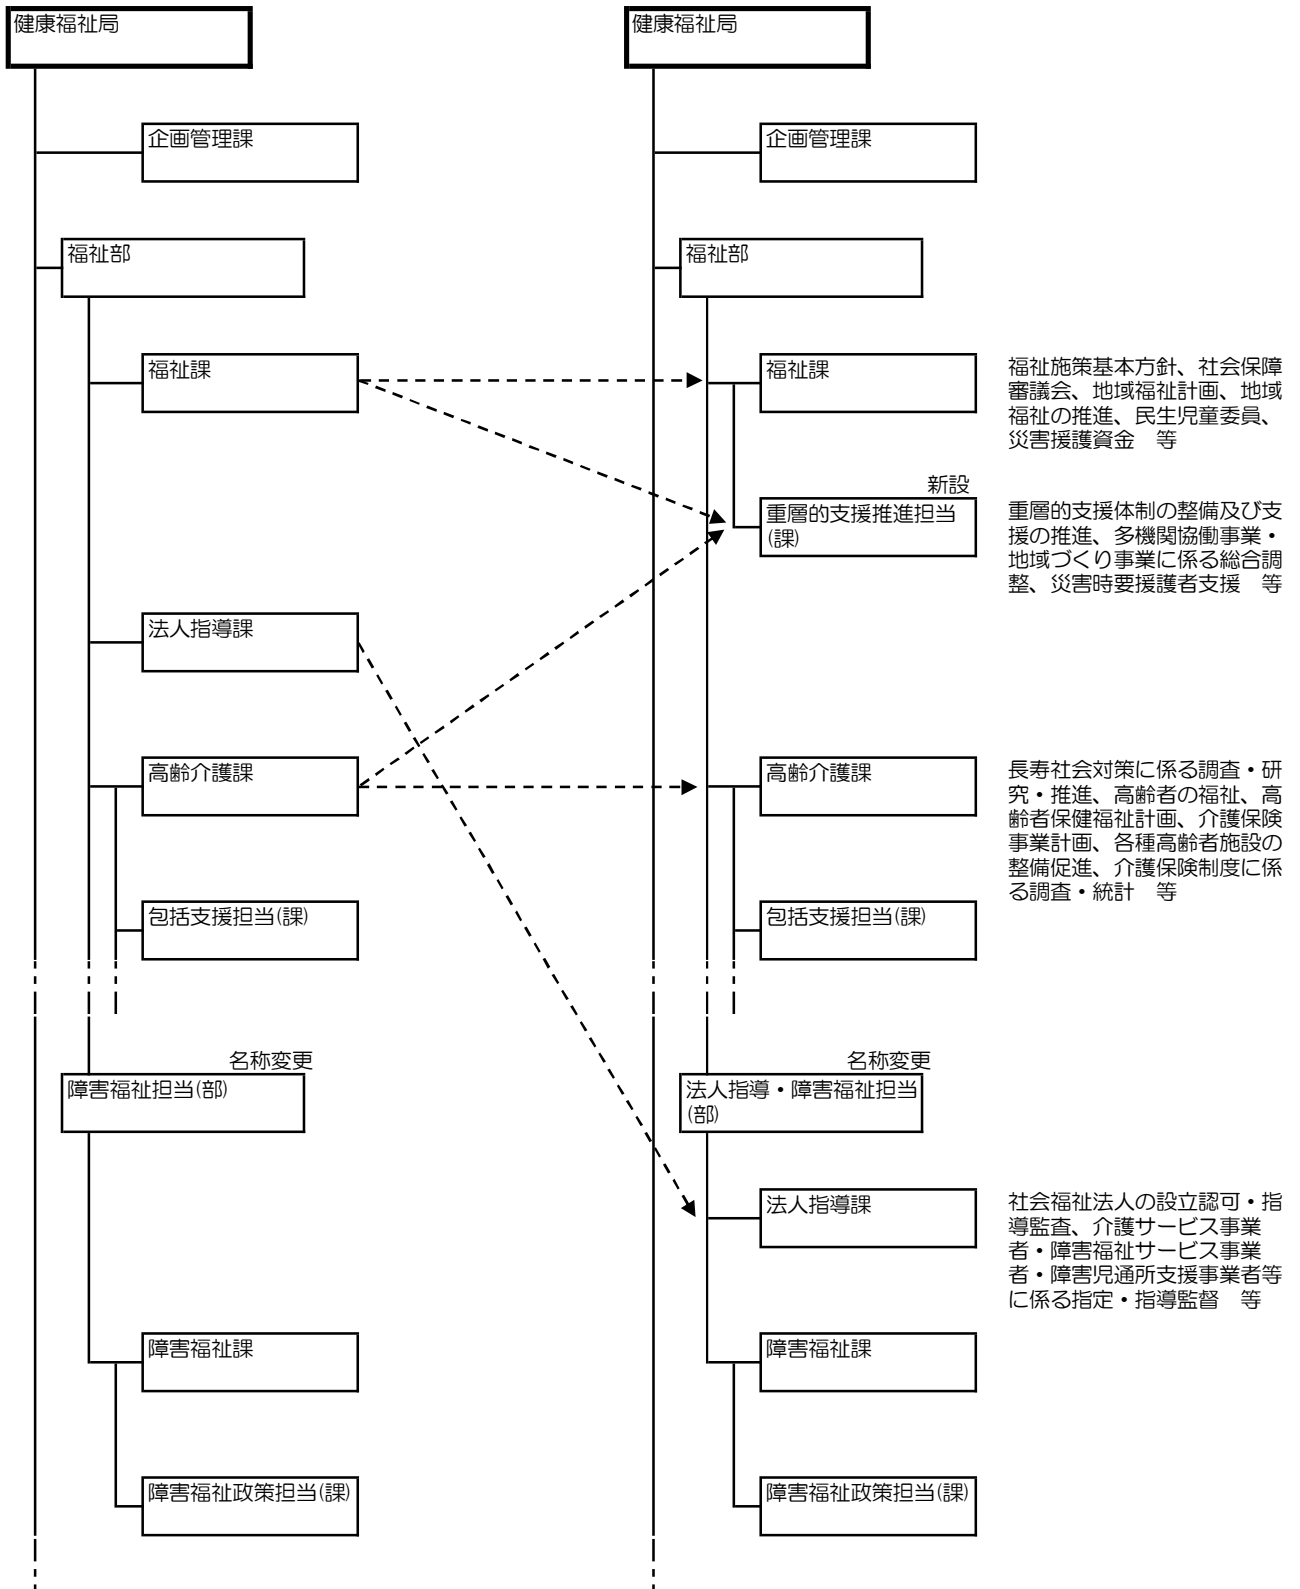 健康福祉局
企画管理課
福祉部
福祉課
法人指導課
高齢介護課
包括支援担当(課)
名称変更
障害福祉担当(部)
障害福祉課
障害福祉政策担当(課)
健康福祉局
企画管理課
福祉部
福祉課
福祉施策基本方針、社会保障
審議会、地域福祉計画、地域
福祉の推進、民生児童委員、
災害援護資金　等
新設
重層的支援推進担当
(課)
重層的支援体制の整備及び支
援の推進、多機関協働事業・
地域づくり事業に係る総合調
整、災害時要援護者支援　等
高齢介護課
長寿社会対策に係る調査・研
究・推進、高齢者の福祉、高
齢者保健福祉計画、介護保険
事業計画、各種高齢者施設の
整備促進、介護保険制度に係
る調査・統計　等
包括支援担当(課)
名称変更
法人指導・障害福祉担当
(部)
法人指導課
社会福祉法人の設立認可・指
導監査、介護サービス事業
者・障害福祉サービス事業
者・障害児通所支援事業者等
に係る指定・指導監督　等
障害福祉課
障害福祉政策担当(課)